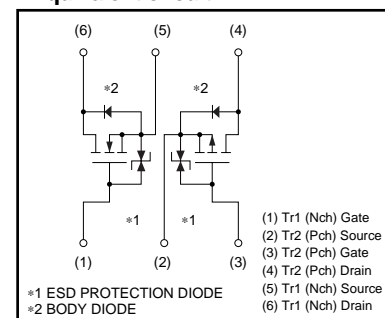 (6) (5) (4)
*2 *2
*1 *1
(1) (2) (3)
*1 ESD PROTECTION DIODE
*2 BODY DIODE
(1) Tr1 (Nch) Gate
(2) Tr2 (Pch) Source
(3) Tr2 (Pch) Gate
(4) Tr2 (Pch) Drain
(5) Tr1 (Nch) Source
(6) Tr1 (Nch) Drain